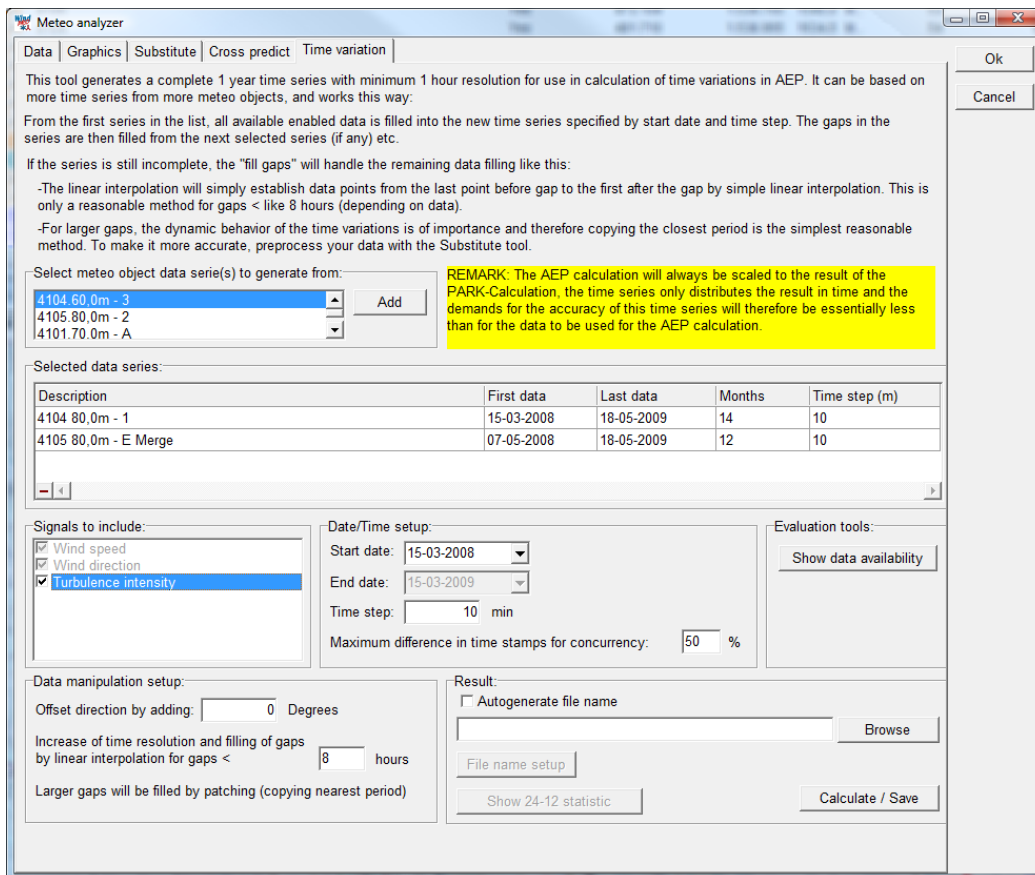 Meteo analyzer
Data Graphics Substitute Cross predict Time variation
Ok
Cancel
This tool generates a complete 1 year time series with minimum 1 hour resolution for use in calculation of time variations in AEP. It can be based on
more time series from more meteo objects, and works this way:
From the first series in the list, all available enabled data is filled into the new time series specified by start date and time step. The gaps in the
series are then filled from the next selected series (if any) etc.
If the series is still incomplete, the "fill gaps" will handle the remaining data filling like this:
-The linear interpolation will simply establish data points from the last point before gap to the first after the gap by simple linear interpolation. This is
only a reasonable method for gaps < like 8 hours (depending on data).
-For larger gaps, the dynamic behavior of the time variations is of importance and therefore copying the closest period is the simplest reasonable
method. To make it more accurate, preprocess your data with the Substitute tool.
Select meteo object data serie(s) to generate from:
4104.60,0m - 3
4105.80,0m - 2
4101.70.0m - A
Add
REMARK: The AEP calculation will always be scaled to the result of the
PARK-Calculation, the time series only distributes the result in time and the
demands for the accuracy of this time series will therefore be essentially less
than for the data to be used for the AEP calculation.
Selected data series:
Description First data Last data Months Time step (m)
4104 80,0m - 1 15-03-2008 18-05-2009 14 10
4105 80,0m - E Merge 07-05-2008 18-05-2009 12 10
Signals to include:
Wind speed
Wind direction
Turbulence intensity
Date/Time setup:
Start date: 15-03-2008
End date: 15-03-2009
Time step: 10 min
Maximum difference in time stamps for concurrency: 50 %
Evaluation tools:
Show data availability
Data manipulation setup:
Offset direction by adding: 0 Degrees
Increase of time resolution and filling of gaps
by linear interpolation for gaps < 8 hours
Larger gaps will be filled by patching (copying nearest period)
Result:
Autogenerate file name
Browse
File name setup
Show 24-12 statistic
Calculate / Save